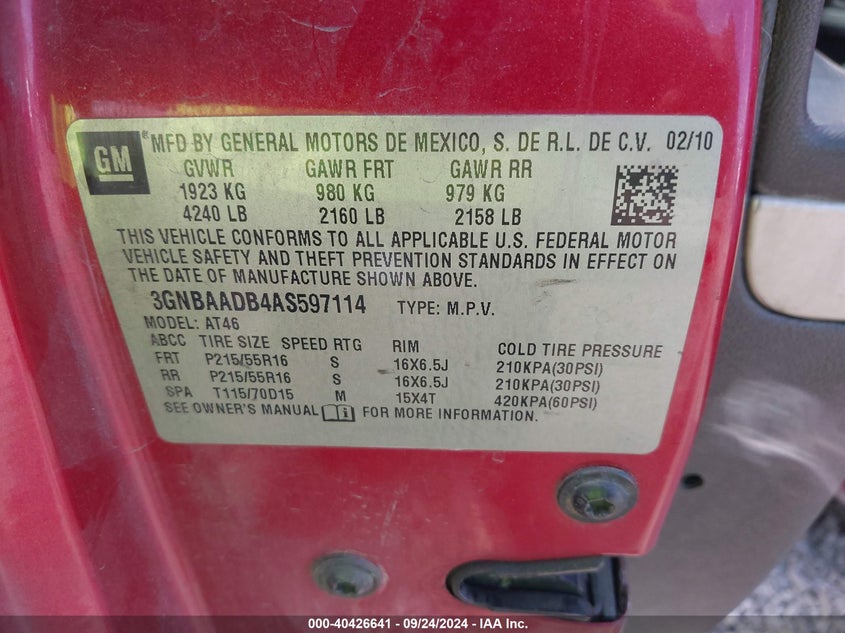 GM
® MFD BY GENERAL MOTORS DE MEXICO, S. DE R.L. DE C.V. 02/10
GVWR GAWR FRT GAWR RR
1923 KG 980 KG 979 KG
4240 LB 2160 LB 2158 LB
THIS VEHICLE CONFORMS TO ALL APPLICABLE U.S. FEDERAL MOTOR
VEHICLE SAFETY AND THEFT PREVENTION STANDARDS IN EFFECT ON
THE DATE OF MANUFACTURE SHOWN ABOVE.
3GNBAADB4AS597114 TYPE: M.P.V.
MODEL: AT46
ABCC TIRE SIZE SPEED RTG RIM COLD TIRE PRESSURE
FRT P215/55R16 S 16X6.5J 210KPA(30PSI)
RR P215/55R16 S 16X6.5J 210KPA(30PSI)
SPA T115/70D15 M 15X4T 420KPA(60PSI)
SEE OWNER'S MANUAL FOR MORE INFORMATION.
000-40426641 - 09/24/2024 - IAA Inc.